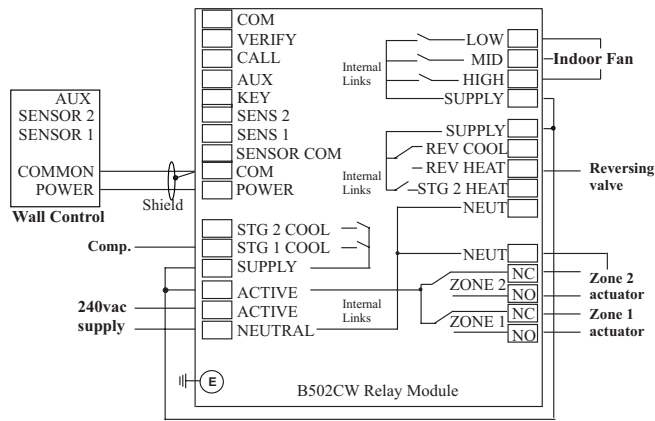 COM
VERIFY
CALL
AUX
KEY
SENS 2
SENS 1
SENSOR COM
COM
POWER
AUX
SENSOR 2
SENSOR 1
COMMON
POWER
Wall Control
Shield
Comp.
STG 2 COOL
STG 1 COOL
SUPPLY
ACTIVE
ACTIVE
NEUTRAL
240vac
supply
Internal
Links
LOW
MID
HIGH
SUPPLY
Indoor Fan
Internal
Links
SUPPLY
REV COOL
REV HEAT
STG 2 HEAT
NEUT
Reversing
valve
Internal
Links
NEUT
ZONE 2
NC
NO
ZONE 1
NC
NO
Zone 2
actuator
Zone 1
actuator
E
B502CW Relay Module